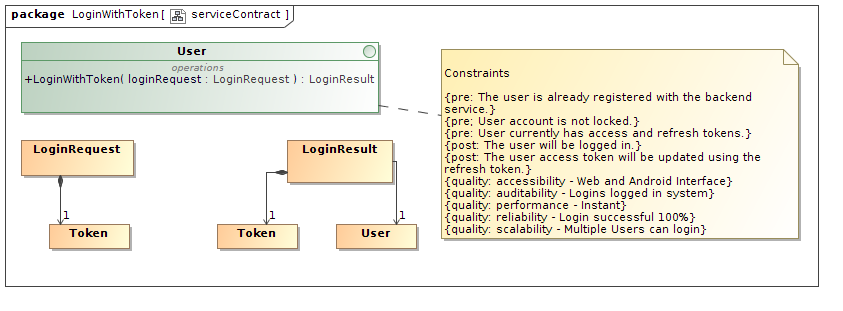 package LoginWithToken [ serviceContract ]
User
operations
+LoginWithToken( loginRequest : LoginRequest ) : LoginResult
Constraints
{pre: The user is already registered with the backend
service.}
{pre; User account is not locked.}
{pre: User currently has access and refresh tokens.}
{post: The user will be logged in.}
{post: The user access token will be updated using the
refresh token.}
{quality: accessibility - Web and Android Interface}
{quality: auditability - Logins logged in system}
{quality: performance - Instant}
{quality: reliability - Login successful 100%}
{quality: scalability - Multiple Users can login}
LoginRequest
LoginResult
1
1
1
Token
Token
User